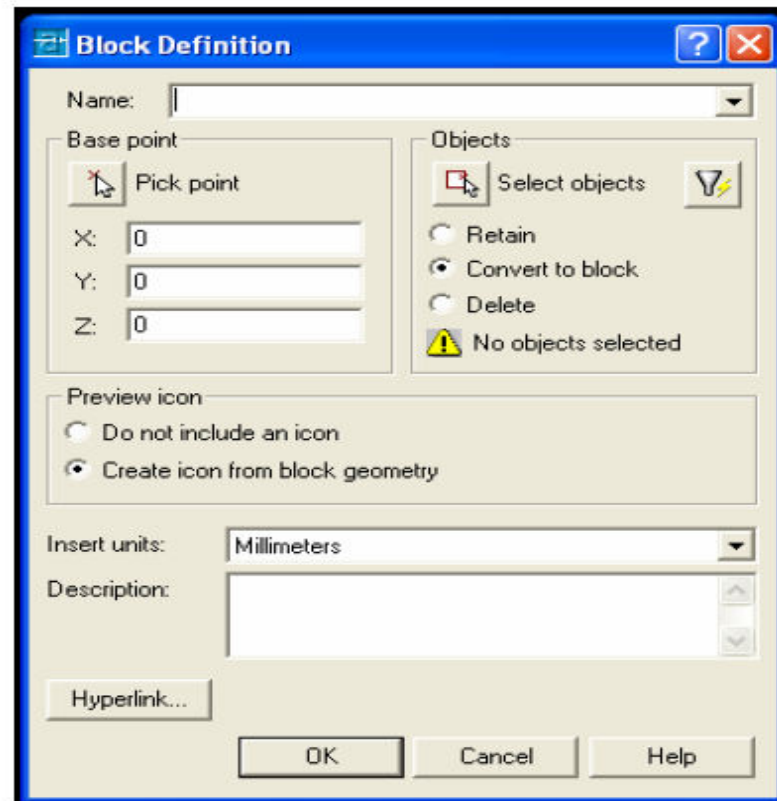 Block Definition
Name:
Base point
Pick point
X: 0
Y: 0
Z: 0
Objects
Select objects
Retain
Convert to block
Delete
No objects selected
Preview icon
Do not include an icon
Create icon from block geometry
Insert units: Millimeters
Description:
Hyperlink...
OK Cancel Help